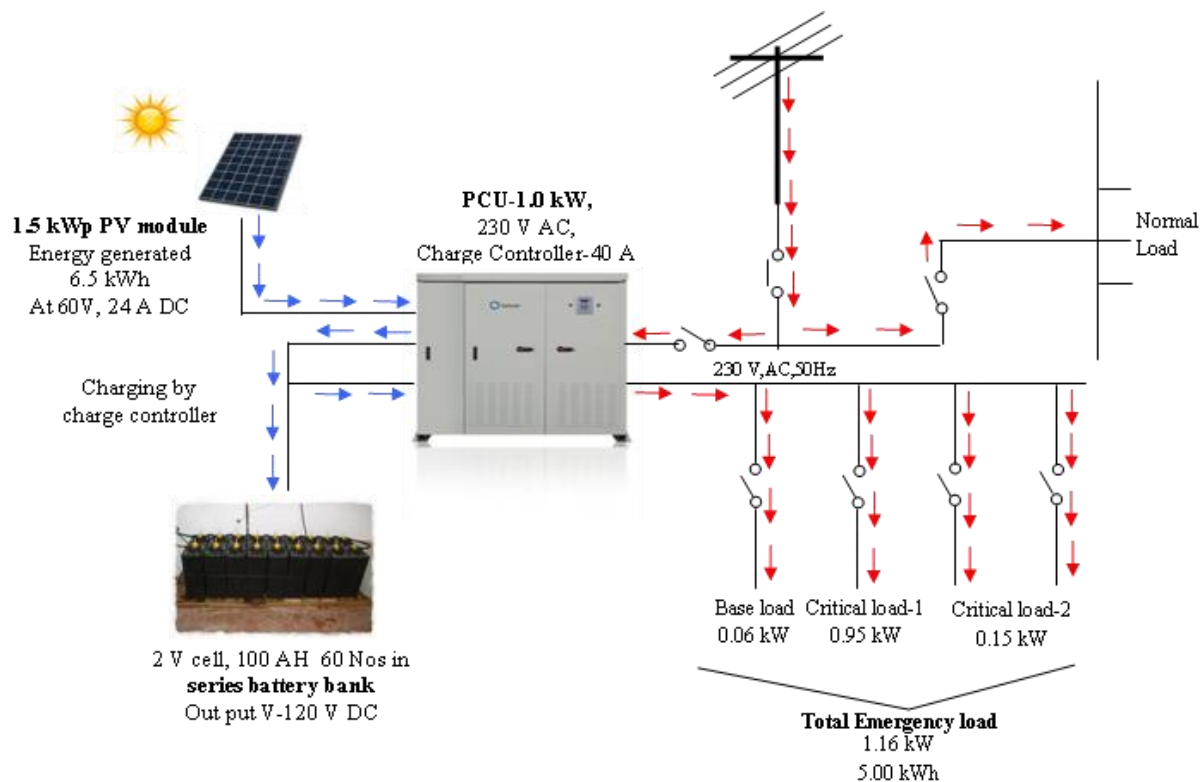 1.5 kWp PV module
Energy generated
6.5 kWh
At 60V, 24 A DC
PCU-1.0 kW,
230 V AC,
Charge Controller-40 A
Normal
Load
230 V,AC,50Hz
Charging by
charge controller
2 V cell, 100 AH 60 Nos in
series battery bank
Out put V-120 V DC
Base load
0.06 kW
Critical load-1
0.95 kW
Critical load-2
0.15 kW
Total Emergency load
1.16 kW
5.00 kWh